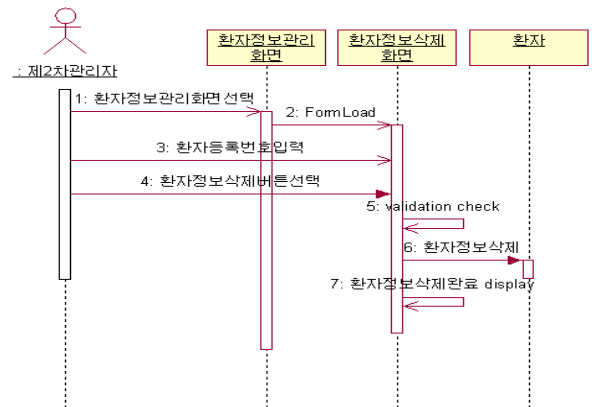 환자정보관리
화면
환자정보삭제
화면
환자
: 제2차관리자
1: 환자정보관리화면선택
2: FormLoad
3: 환자등록번호입력
4: 환자정보삭제버튼선택
5: validation check
6: 환자정보삭제
7: 환자정보삭제완료 display